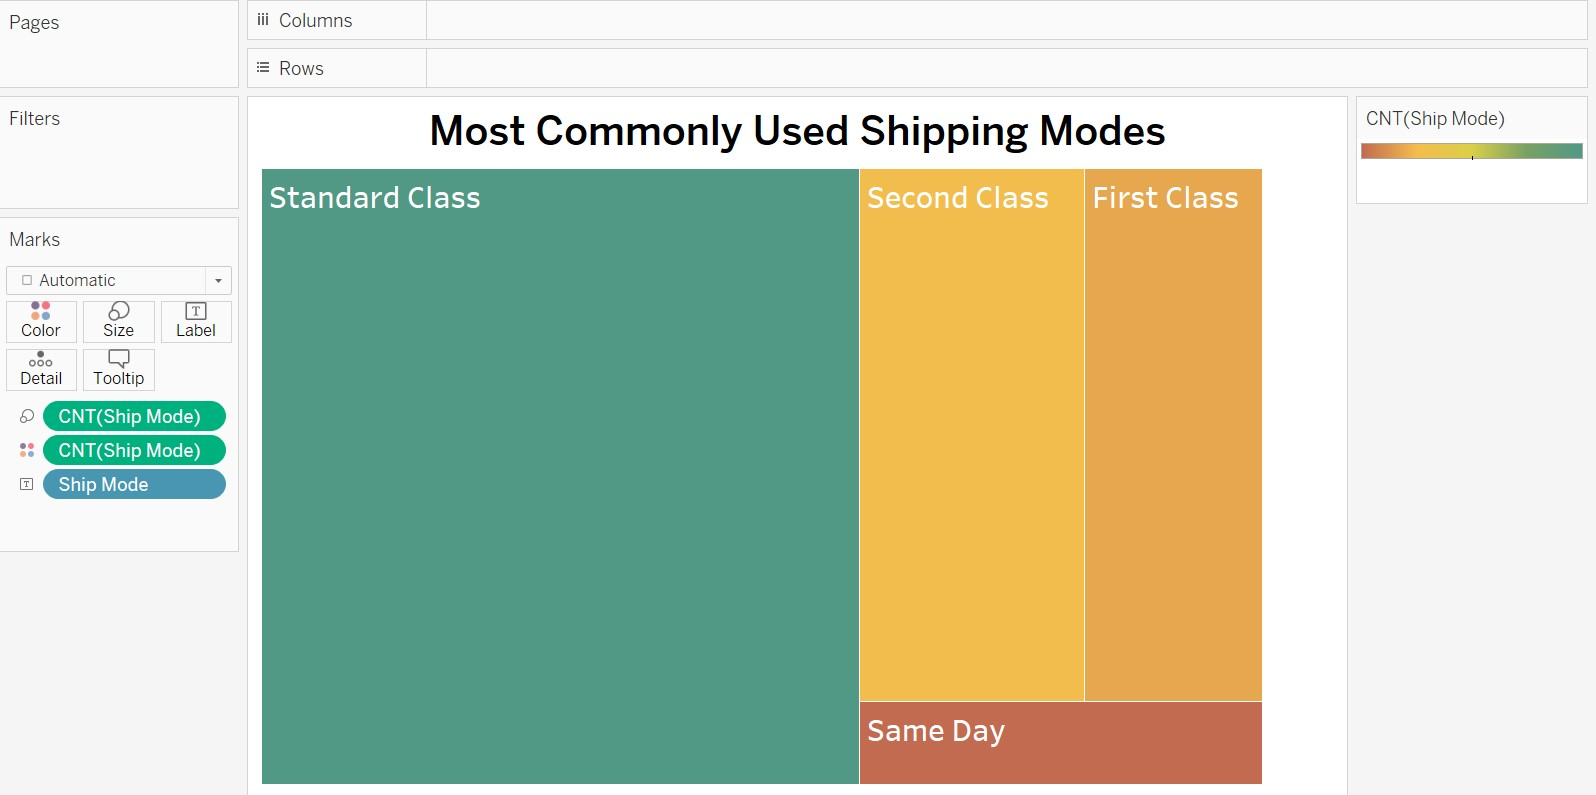 Pages
Columns
Rows
Filters
Marks
Automatic
Color
Size
Label
Detail
Tooltip
CNT(Ship Mode)
CNT(Ship Mode)
Ship Mode
Most Commonly Used Shipping Modes
Standard Class
Second Class
First Class
Same Day
CNT(Ship Mode)